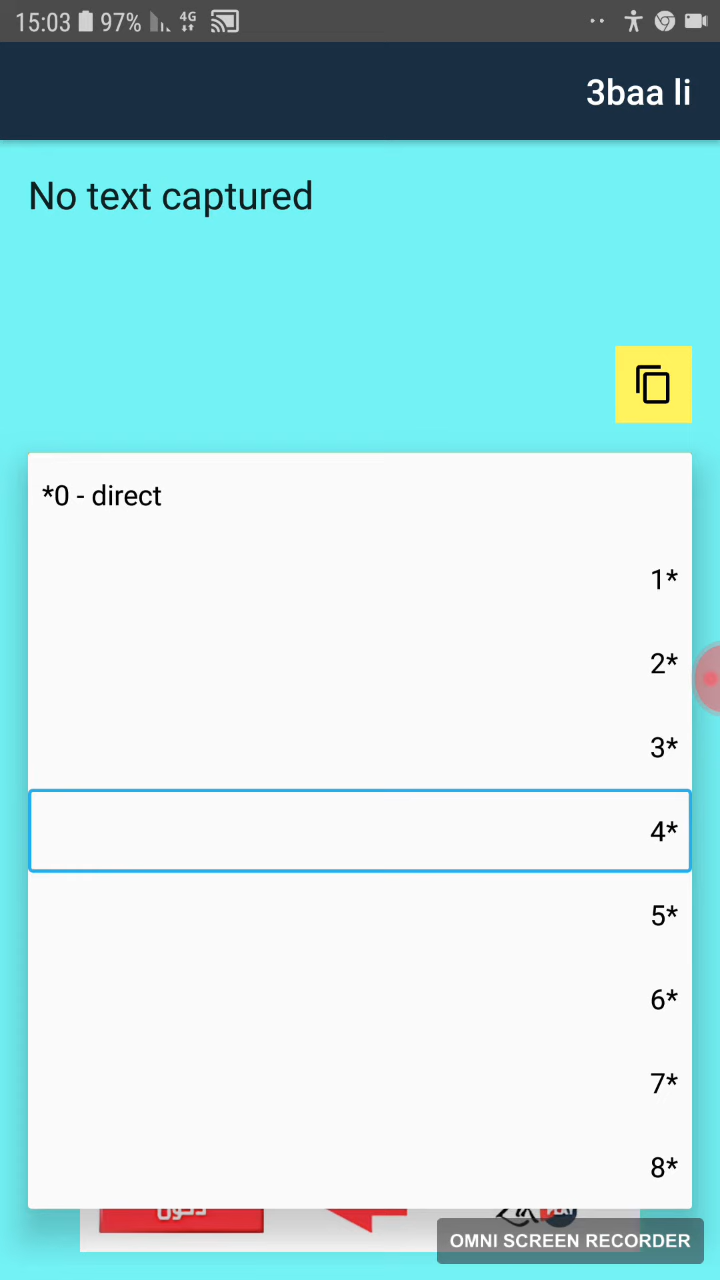 15:03 97% 4G
3baa li
No text captured
*0 - direct
1*
2*
3*
4*
5*
6*
7*
8*
OMNI SCREEN RECORDER